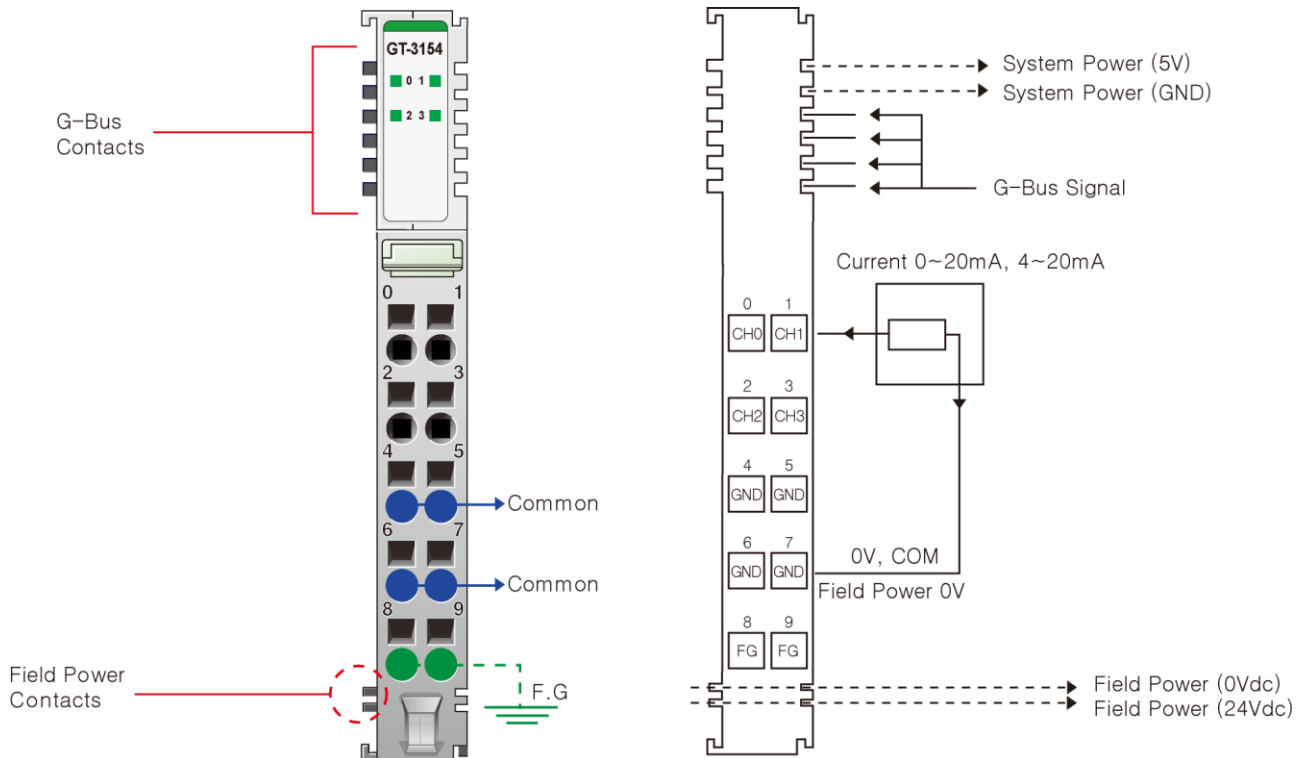 GT-3154
0 1
2 3
G-Bus
Contacts
0 1
2 3
4 5
Common
6 7
Common
8 9
F.G
Field Power
Contacts
System Power (5V)
System Power (GND)
G-Bus Signal
Current 0~20mA, 4~20mA
0 1
CH0 CH1
2 3
CH2 CH3
4 5
GND GND
6 7
GND GND
0V, COM
Field Power 0V
8 9
FG FG
Field Power (0Vdc)
Field Power (24Vdc)